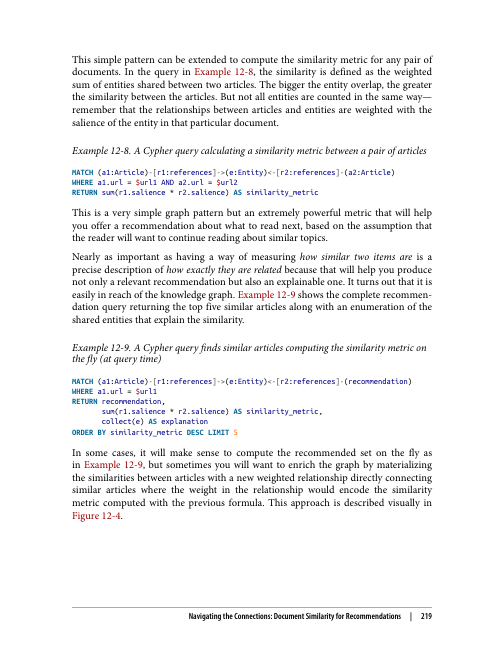 This simple pattern can be extended to compute the similarity metric for any pair of
documents. In the query in Example 12-8, the similarity is defined as the weighted
sum of entities shared between two articles. The bigger the entity overlap, the greater
the similarity between the articles. But not all entities are counted in the same way—
remember that the relationships between articles and entities are weighted with the
salience of the entity in that particular document.
Example 12-8. A Cypher query calculating a similarity metric between a pair of articles
MATCH (a1:Article)-[r1:references]->(e:Entity)<-[r2:references]-(a2:Article)
WHERE a1.url = $url1 AND a2.url = $url2
RETURN sum(r1.salience * r2.salience) AS similarity_metric
This is a very simple graph pattern but an extremely powerful metric that will help
you offer a recommendation about what to read next, based on the assumption that
the reader will want to continue reading about similar topics.
Nearly as important as having a way of measuring how similar two items are is a
precise description of how exactly they are related because that will help you produce
not only a relevant recommendation but also an explainable one. It turns out that it is
easily in reach of the knowledge graph. Example 12-9 shows the complete recommen-
dation query returning the top five similar articles along with an enumeration of the
shared entities that explain the similarity.
Example 12-9. A Cypher query finds similar articles computing the similarity metric on
the fly (at query time)
MATCH (a1:Article)-[r1:references]->(e:Entity)<-[r2:references]-(recommendation)
WHERE a1.url = $url1
RETURN recommendation,
sum(r1.salience * r2.salience) AS similarity_metric,
collect(e) AS explanation
ORDER BY similarity_metric DESC LIMIT 5
In some cases, it will make sense to compute the recommended set on the fly as
in Example 12-9, but sometimes you will want to enrich the graph by materializing
the similarities between articles with a new weighted relationship directly connecting
similar articles where the weight in the relationship would encode the similarity
metric computed with the previous formula. This approach is described visually in
Figure 12-4.
Navigating the Connections: Document Similarity for Recommendations | 219